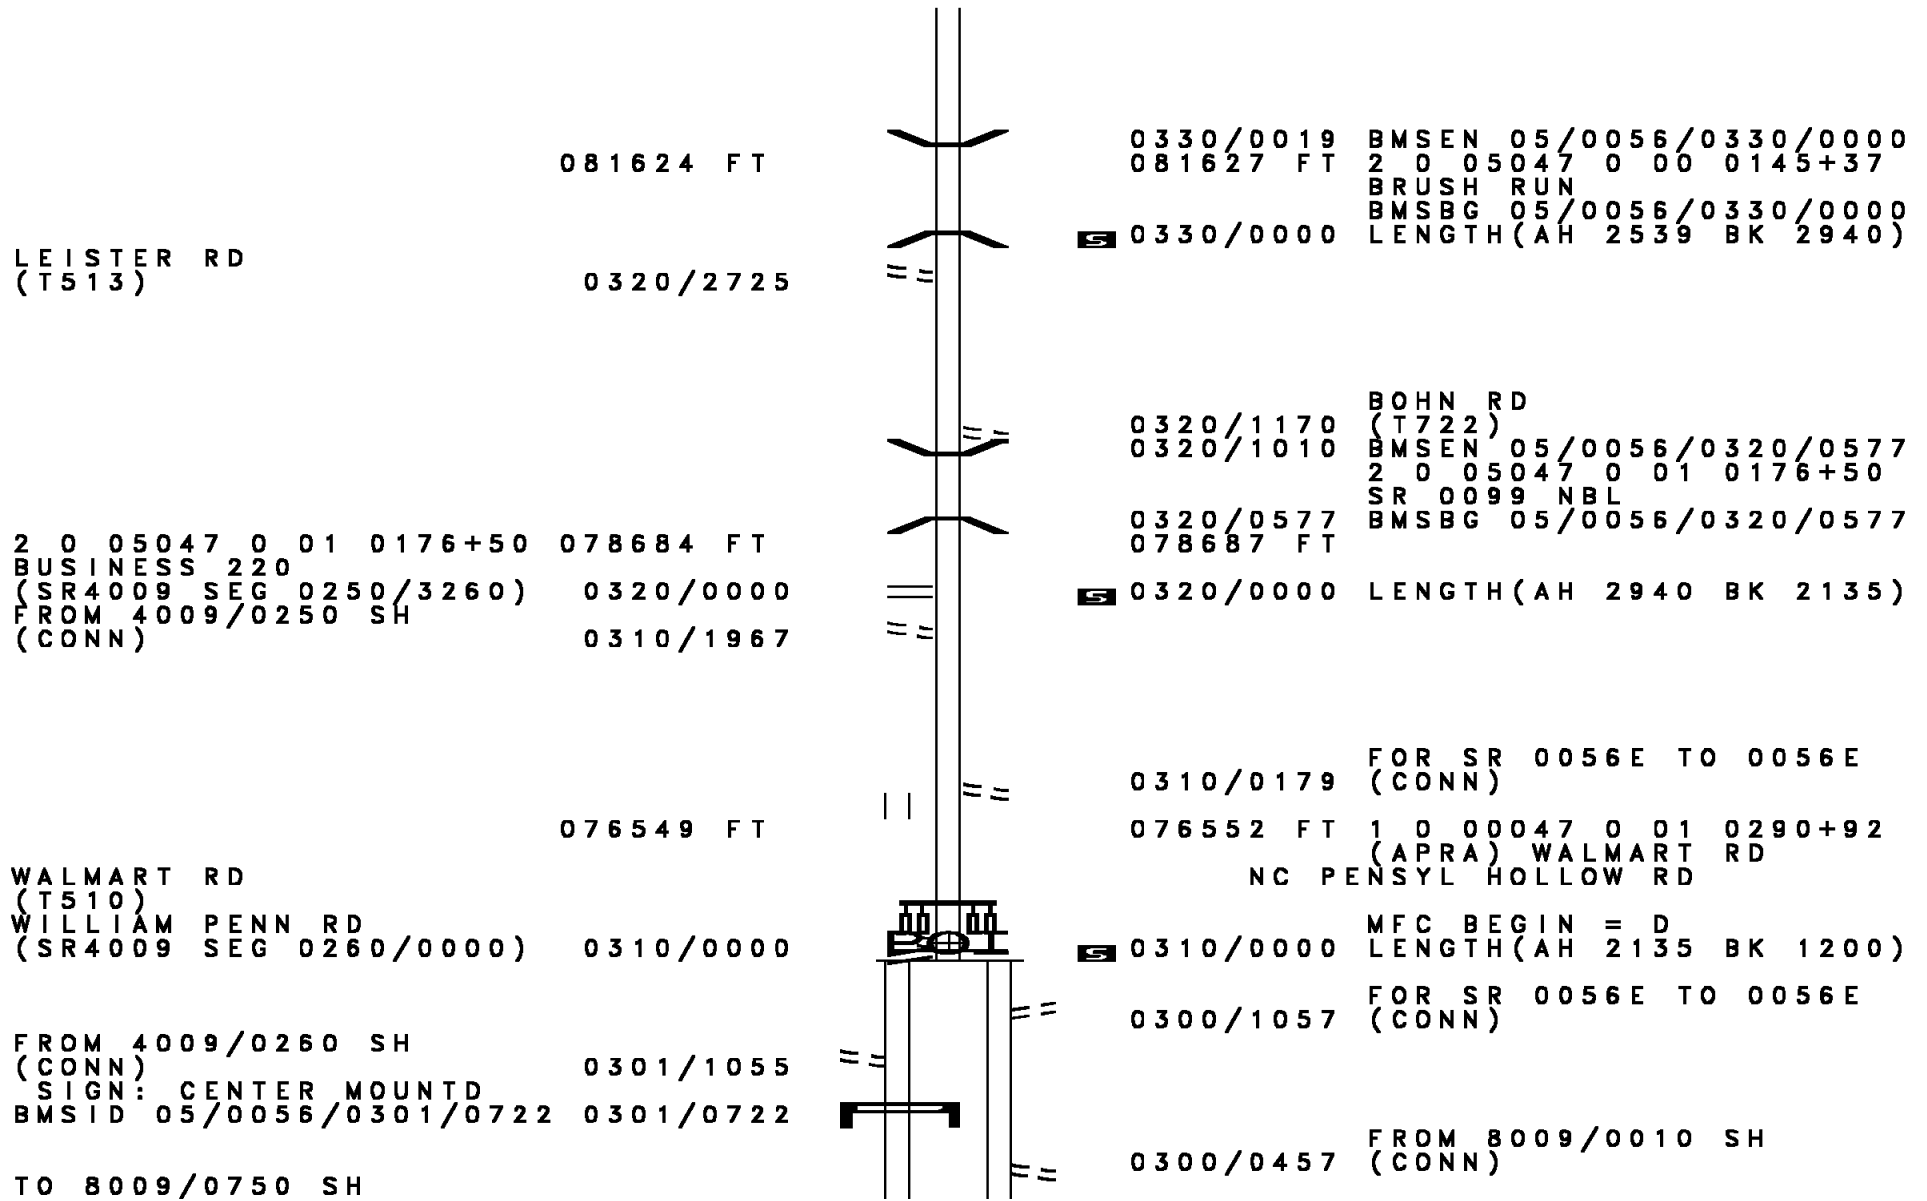 0330/0019 BMSEN 05/0056/0330/0000
081624 FT 081627 FT 2 0 05047 0 00 0145+37
BRUSH RUN
BMSBG 05/0056/0330/0000
S 0330/0000 LENGTH(AH 2539 BK 2940)
LEISTER RD
(T513) 0320/2725
BOHN RD
0320/1170 (T722)
0320/1010 BMSEN 05/0056/0320/0577
2 0 05047 0 01 0176+50
SR 0099 NBL
0320/0577 BMSBG 05/0056/0320/0577
2 0 05047 0 01 0176+50 078684 FT 078687 FT
BUSINESS 220
(SR4009 SEG 0250/3260) 0320/0000 S 0320/0000 LENGTH(AH 2940 BK 2135)
FROM 4009/0250 SH
(CONN) 0310/1967
FOR SR 0056E TO 0056E
0310/0179 (CONN)
076549 FT 076552 FT 1 0 00047 0 01 0290+92
(APRA) WALMART RD
WALMART RD NC PENSYL HOLLOW RD
(T510)
WILLIAM PENN RD MFC BEGIN = D
(SR4009 SEG 0260/0000) 0310/0000 S 0310/0000 LENGTH(AH 2135 BK 1200)
FOR SR 0056E TO 0056E
0300/1057 (CONN)
FROM 4009/0260 SH
(CONN) 0301/1055
SIGN: CENTER MOUNTD
BMSID 05/0056/0301/0722 0301/0722
FROM 8009/0010 SH
0300/0457 (CONN)
TO 8009/0750 SH